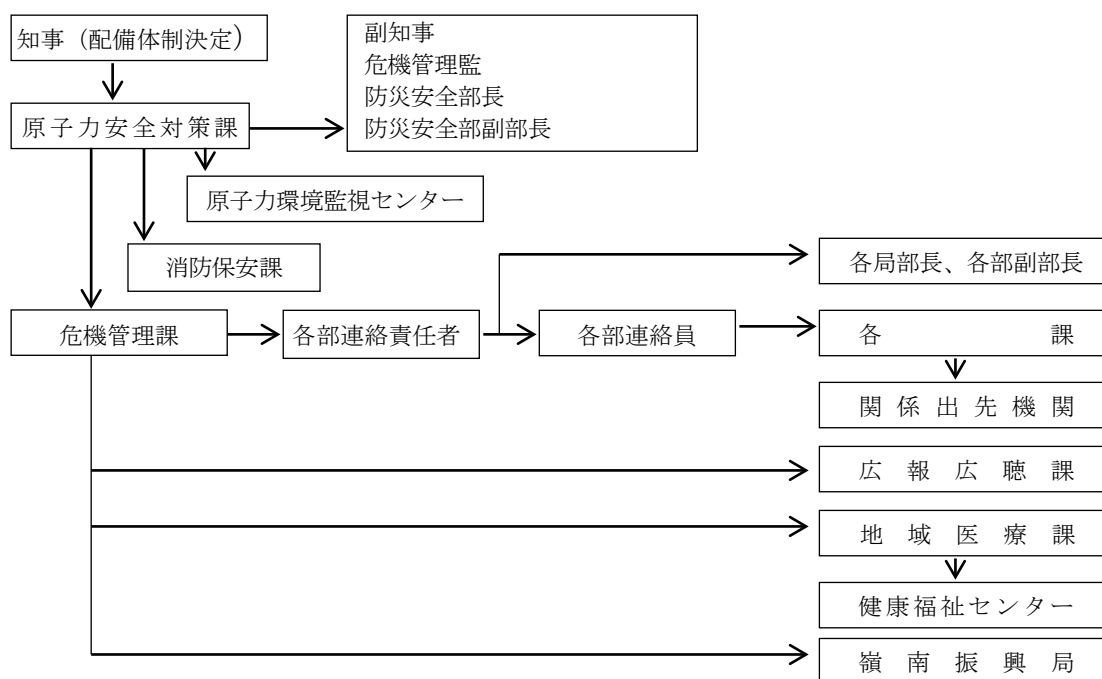 知事（配備体制決定）
副知事
危機管理監
防災安全部長
防災安全部副部長
原子力安全対策課
原子力環境監視センター
消防保安課
各局部長、各部副部長
危機管理課
各部連絡責任者
各部連絡員
各課
関係出先機関
広報広聴課
地域医療課
健康福祉センター
嶺南振興局